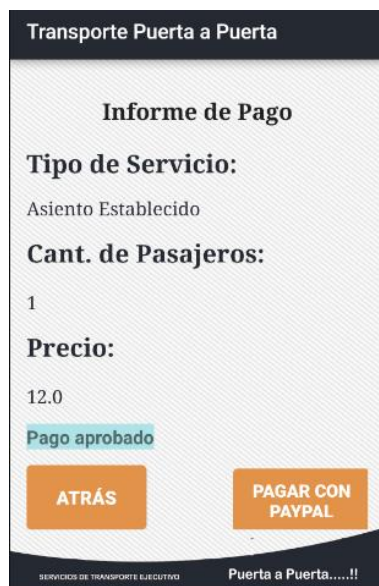 Transporte Puerta a Puerta
Informe de Pago
Tipo de Servicio:
Asiento Establecido
Cant. de Pasajeros:
1
Precio:
12.0
Pago aprobado
ATRÁS
PAGAR CON
PAYPAL
SERVICIOS DE TRANSPORTE EJECUTIVO
Puerta a Puerta.....!!